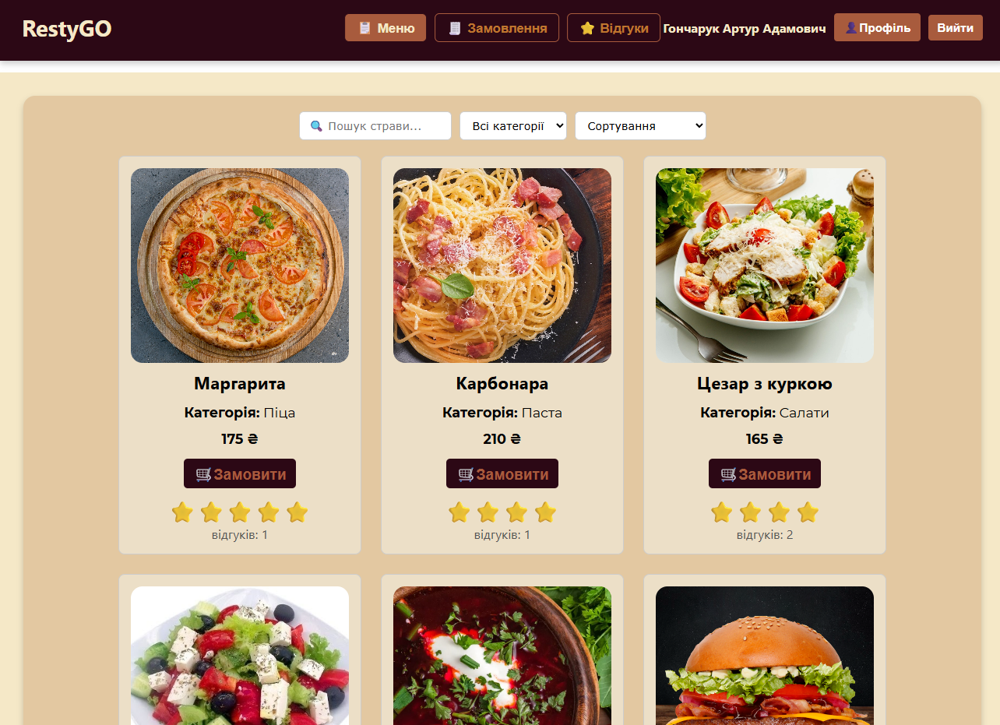 RestyGO
📋 Меню
🧾 Замовлення
⭐ Відгуки
Гончарук Артур Адамович
👤Профіль
Вийти
🔍 Пошук страви...
Всі категорії
Сортування
Маргарита
Категорія: Піца
175 ₴
🛒Замовити
⭐ ⭐ ⭐ ⭐ ⭐
відгуків: 1
Карбонара
Категорія: Паста
210 ₴
🛒Замовити
⭐ ⭐ ⭐ ⭐
відгуків: 1
Цезар з куркою
Категорія: Салати
165 ₴
🛒Замовити
⭐ ⭐ ⭐ ⭐
відгуків: 2